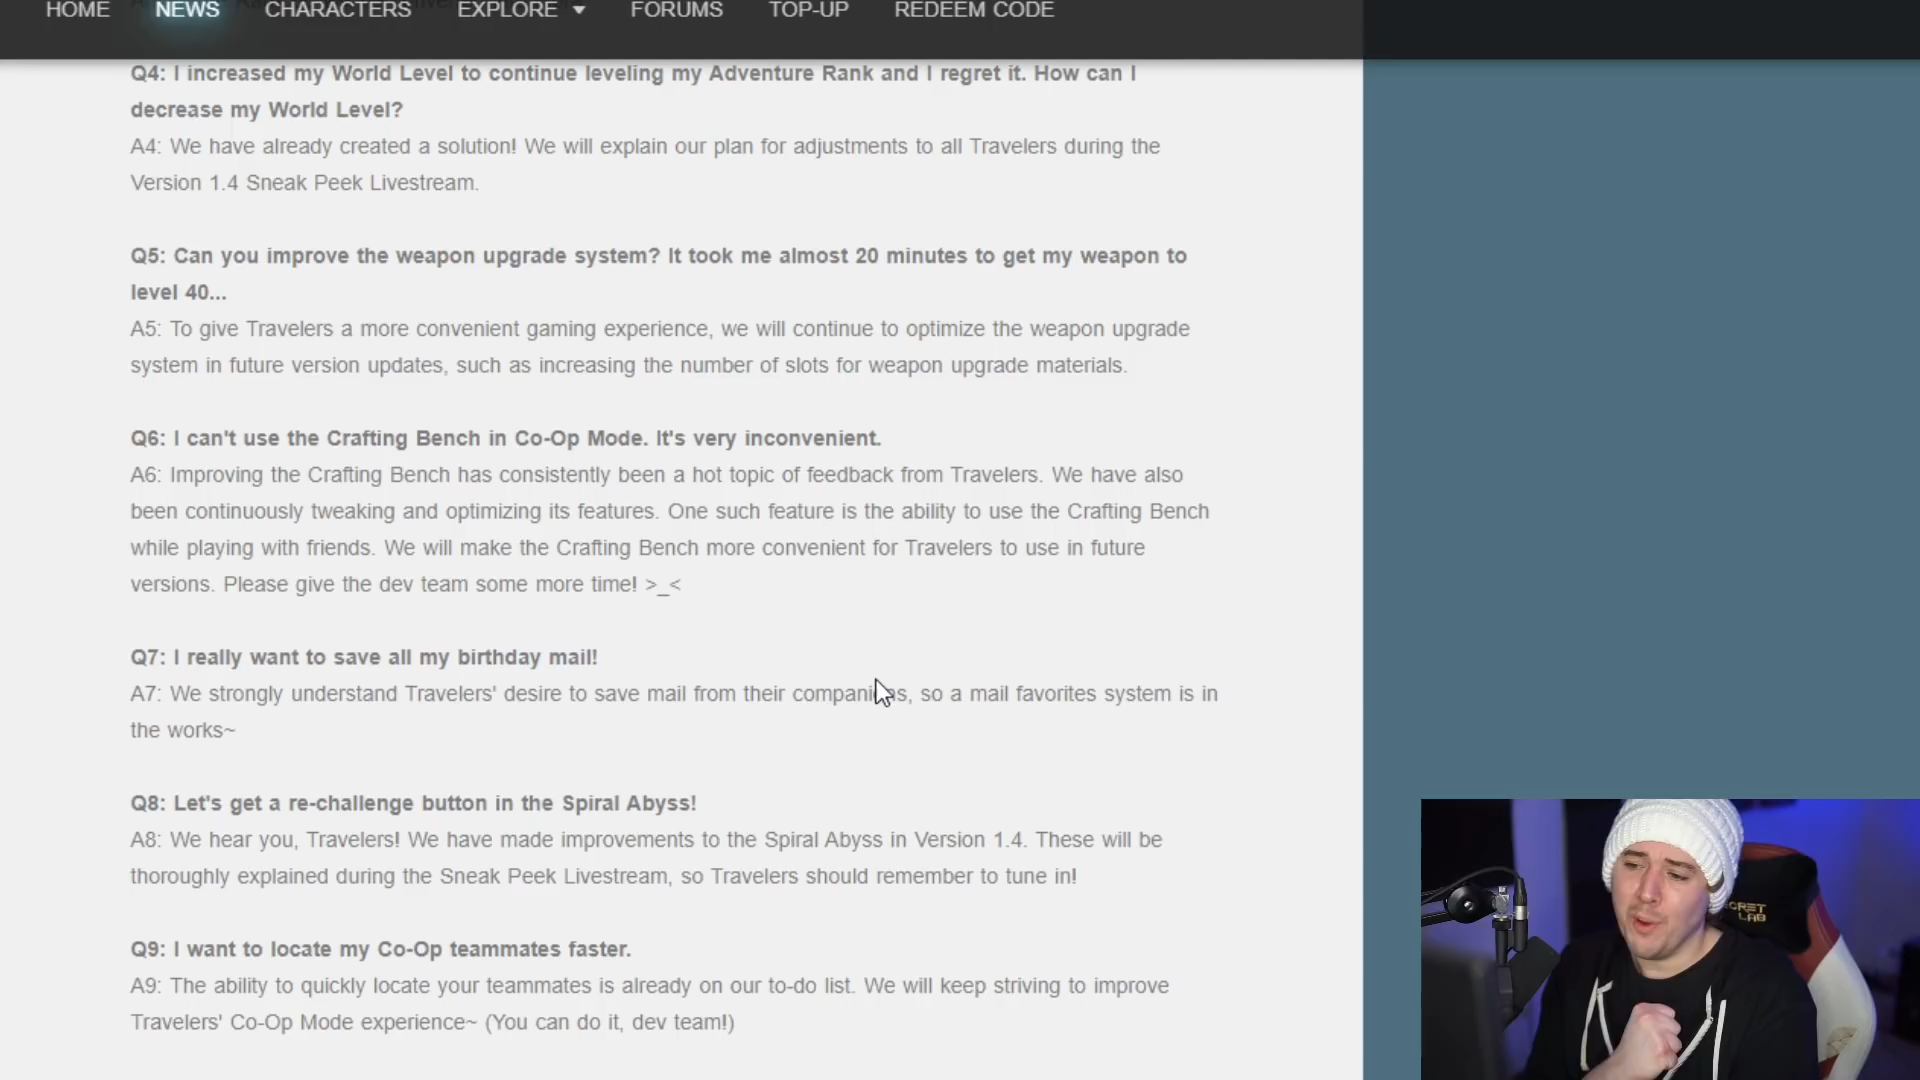 HOME NEWS CHARACTERS EXPLORE FORUMS TOP-UP REDEEM CODE
Q4: I increased my World Level to continue leveling my Adventure Rank and I regret it. How can I
decrease my World Level?
A4: We have already created a solution! We will explain our plan for adjustments to all Travelers during the
Version 1.4 Sneak Peek Livestream.
Q5: Can you improve the weapon upgrade system? It took me almost 20 minutes to get my weapon to
level 40...
A5: To give Travelers a more convenient gaming experience, we will continue to optimize the weapon upgrade
system in future version updates, such as increasing the number of slots for weapon upgrade materials.
Q6: I can't use the Crafting Bench in Co-Op Mode. It's very inconvenient.
A6: Improving the Crafting Bench has consistently been a hot topic of feedback from Travelers. We have also
been continuously tweaking and optimizing its features. One such feature is the ability to use the Crafting Bench
while playing with friends. We will make the Crafting Bench more convenient for Travelers to use in future
versions. Please give the dev team some more time! >_<
Q7: I really want to save all my birthday mail!
A7: We strongly understand Travelers' desire to save mail from their companions, so a mail favorites system is in
the works~
Q8: Let's get a re-challenge button in the Spiral Abyss!
A8: We hear you, Travelers! We have made improvements to the Spiral Abyss in Version 1.4. These will be
thoroughly explained during the Sneak Peek Livestream, so Travelers should remember to tune in!
Q9: I want to locate my Co-Op teammates faster.
A9: The ability to quickly locate your teammates is already on our to-do list. We will keep striving to improve
Travelers' Co-Op Mode experience~ (You can do it, dev team!)
LAB